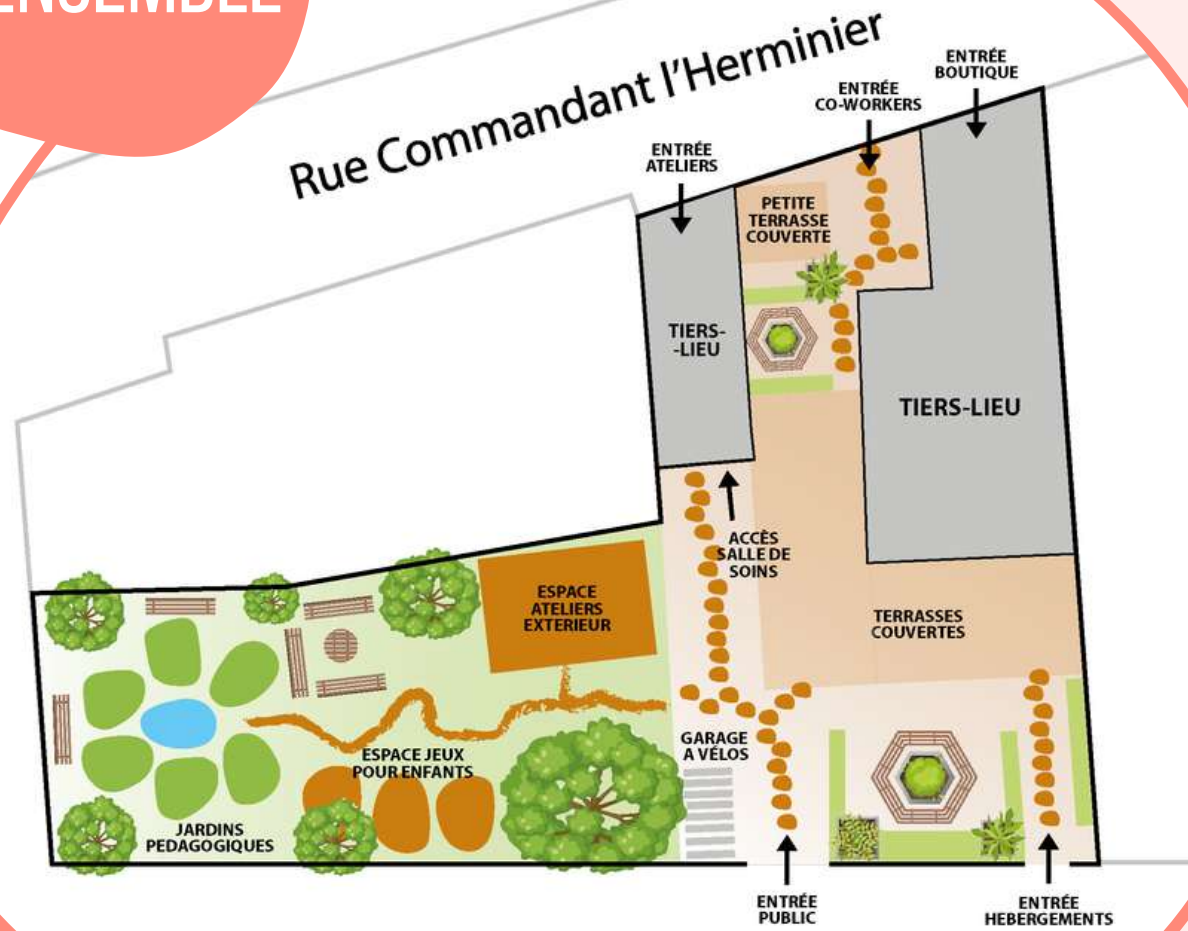 ENSEMBLE
Rue Commandant l'Herminier
ENTRÉE
BOUTIQUE
ENTRÉE
CO-WORKERS
ENTRÉE
ATELIERS
PETITE
TERRASSE
COUVERTE
TIERS-
-LIEU
TIERS-LIEU
ACCÈS
SALLE DE
SOINS
ESPACE
ATELIERS
EXTERIEUR
TERRASSES
COUVERTES
GARAGE
A VÉLOS
ESPACE JEUX
POUR ENFANTS
JARDINS
PEDAGOGIQUES
ENTRÉE
PUBLIC
ENTRÉE
HEBERGEMENTS